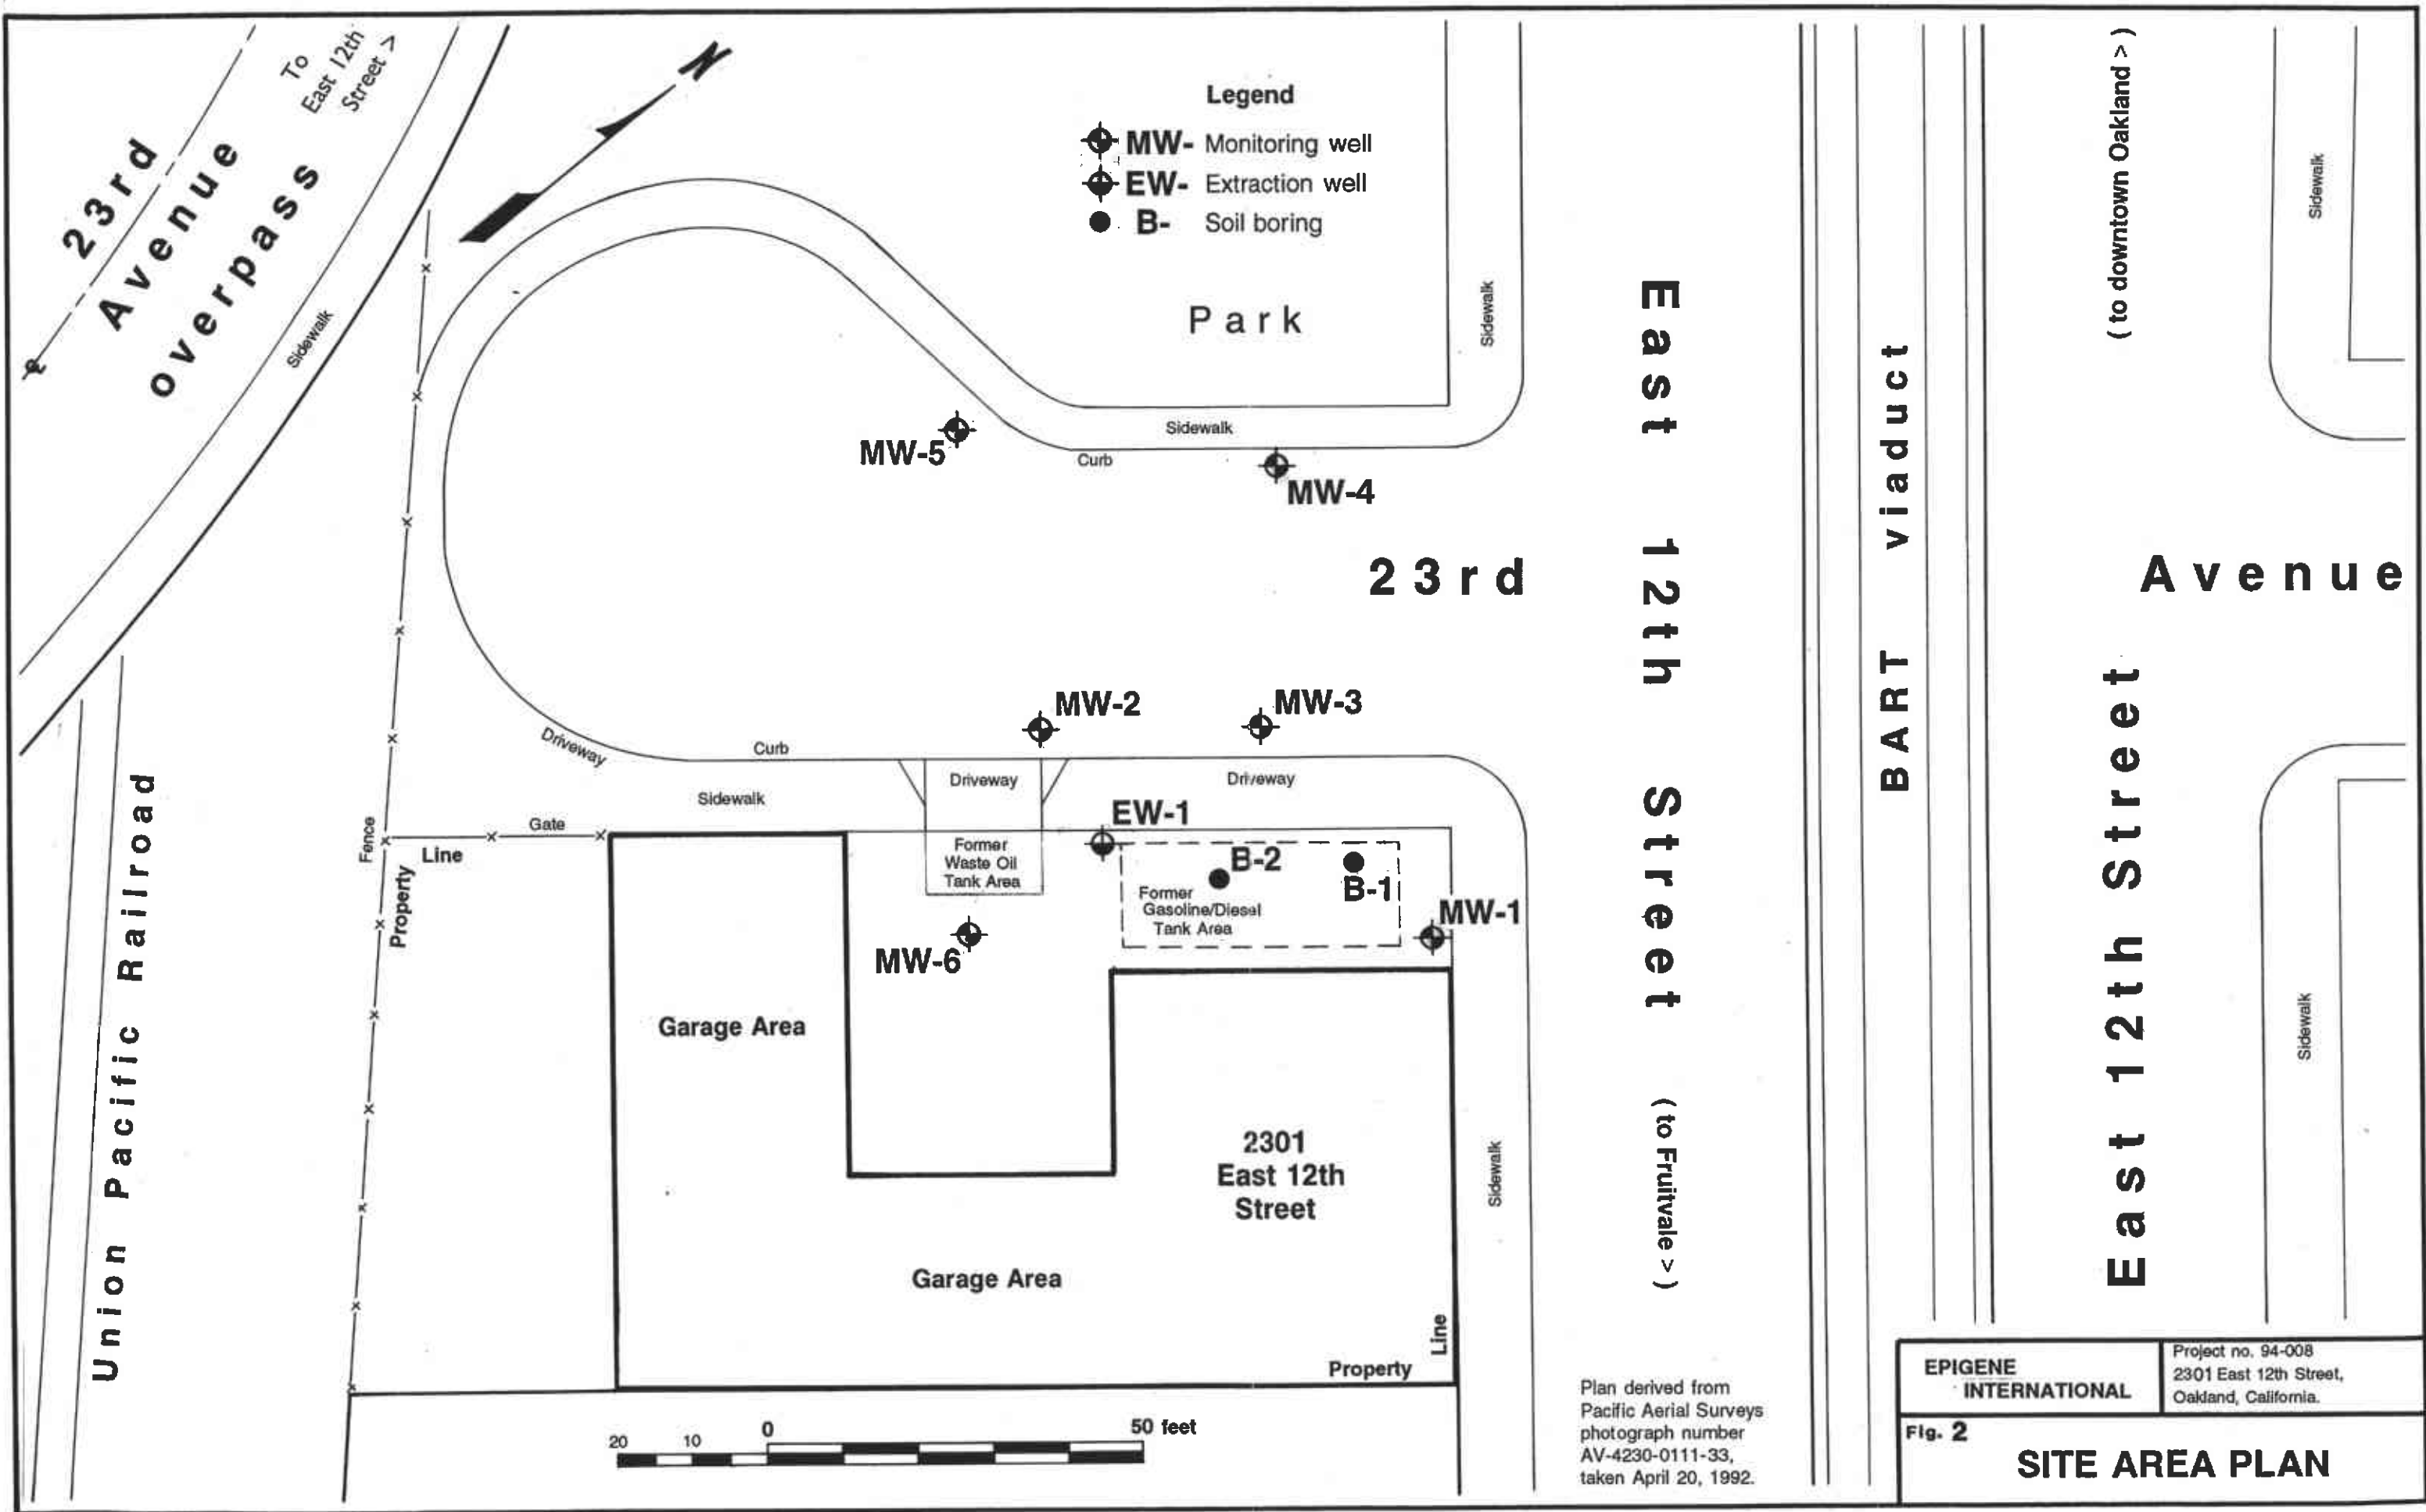 To
East 12th
Street >
23rd
Avenue
overpass
Sidewalk
N
Legend
MW- Monitoring well
EW- Extraction well
B- Soil boring
Park
Sidewalk
Sidewalk
Curb
MW-5
MW-4
23rd
Avenue
East 12th Street
(to Fruitvale >)
BART viaduct
(to downtown Oakland >)
East 12th Street
Sidewalk
Sidewalk
MW-2
MW-3
Driveway
Curb
Driveway
Driveway
Sidewalk
Gate
Fence
Line
Property
EW-1
Former
Waste Oil
Tank Area
B-2
B-1
Former
Gasoline/Diesel
Tank Area
MW-1
MW-6
Union Pacific Railroad
Garage Area
2301
East 12th
Street
Sidewalk
Garage Area
Line
Property
20 10 0 50 feet
Plan derived from
Pacific Aerial Surveys
photograph number
AV-4230-0111-33,
taken April 20, 1992.
EPIGENE
INTERNATIONAL
Project no. 94-008
2301 East 12th Street,
Oakland, California.
Fig. 2
SITE AREA PLAN